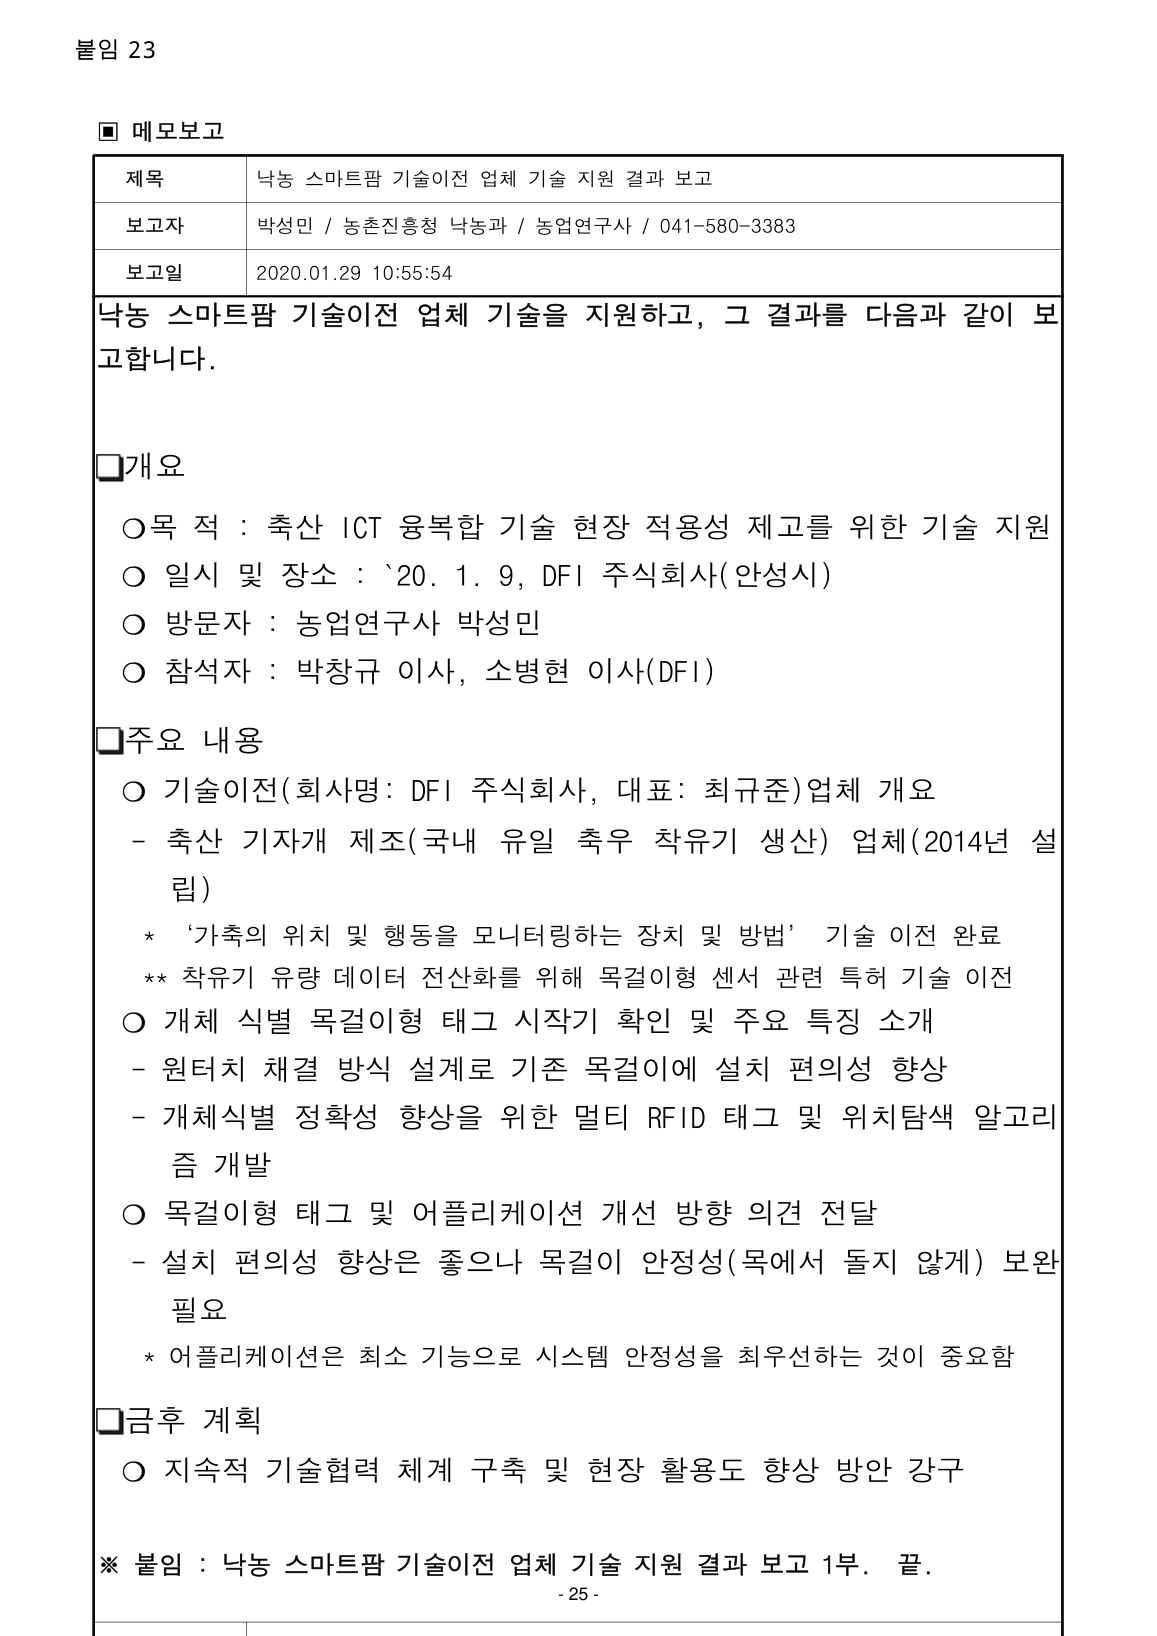 붙임 23
▣ 메모보고
제목 낙농 스마트팜 기술이전 업체 기술 지원 결과 보고
보고자 박성민 / 농촌진흥청 낙농과 / 농업연구사 / 041-580-3383
보고일 2020.01.29 10:55:54
낙농 스마트팜 기술이전 업체 기술을 지원하고, 그 결과를 다음과 같이 보
고합니다.
❏개요
❍목 적 : 축산 ICT 융복합 기술 현장 적용성 제고를 위한 기술 지원
❍ 일시 및 장소 : `20. 1. 9, DFI 주식회사(안성시)
❍ 방문자 : 농업연구사 박성민
❍ 참석자 : 박창규 이사, 소병현 이사(DFI)
❏주요 내용
❍ 기술이전(회사명: DFI 주식회사, 대표: 최규준)업체 개요
- 축산 기자개 제조(국내 유일 축우 착유기 생산) 업체(2014년 설
립)
* ‘가축의 위치 및 행동을 모니터링하는 장치 및 방법’ 기술 이전 완료
** 착유기 유량 데이터 전산화를 위해 목걸이형 센서 관련 특허 기술 이전
❍ 개체 식별 목걸이형 태그 시작기 확인 및 주요 특징 소개
- 원터치 채결 방식 설계로 기존 목걸이에 설치 편의성 향상
- 개체식별 정확성 향상을 위한 멀티 RFID 태그 및 위치탐색 알고리
즘 개발
❍ 목걸이형 태그 및 어플리케이션 개선 방향 의견 전달
- 설치 편의성 향상은 좋으나 목걸이 안정성(목에서 돌지 않게) 보완
필요
* 어플리케이션은 최소 기능으로 시스템 안정성을 최우선하는 것이 중요함
❏금후 계획
❍ 지속적 기술협력 체계 구축 및 현장 활용도 향상 방안 강구
※ 붙임 : 낙농 스마트팜 기술이전 업체 기술 지원 결과 보고 1부. 끝.
- 25 -